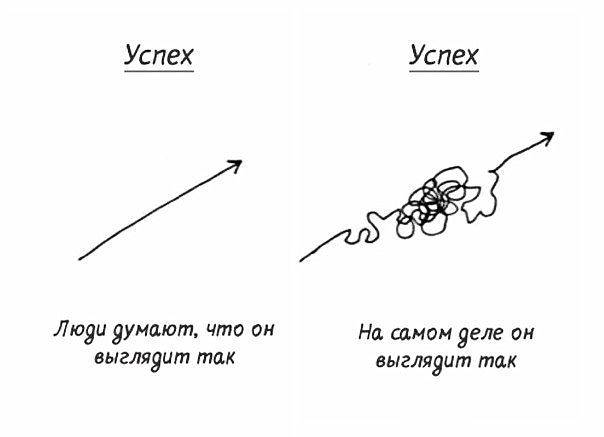 Успех
Люди думают, что он
выглядит так
Успех
На самом деле он
выглядит так